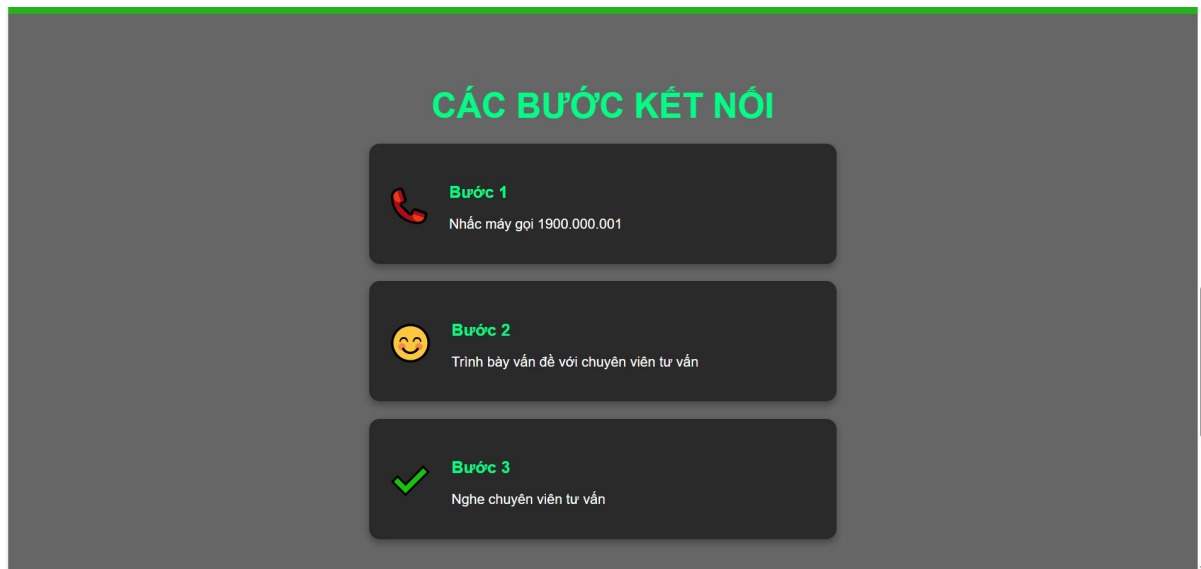 CÁC BƯỚC KẾT NỐI
Bước 1
Nhấc máy gọi 1900.000.001
Bước 2
Trình bày vấn đề với chuyên viên tư vấn
Bước 3
Nghe chuyên viên tư vấn